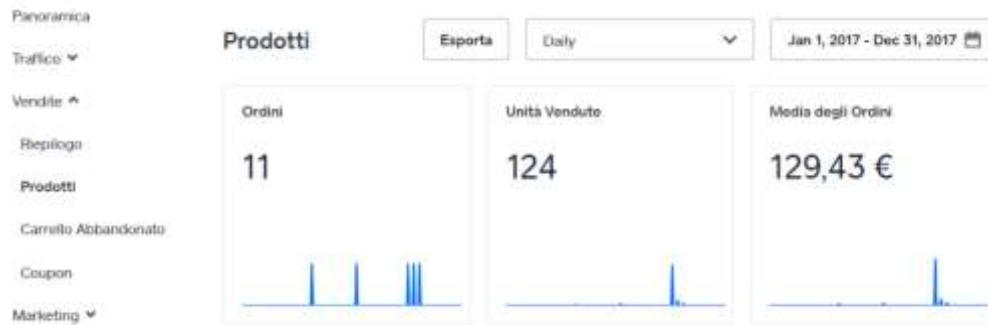 Panoramica
Traffico
Vendite
Riepilogo
Prodotti
Carrello Abbandonato
Coupon
Marketing
Prodotti
Esporta
Daily
Jan 1, 2017 - Dec 31, 2017
Ordini
11
Unità Vendute
124
Media degli Ordini
129,43 €